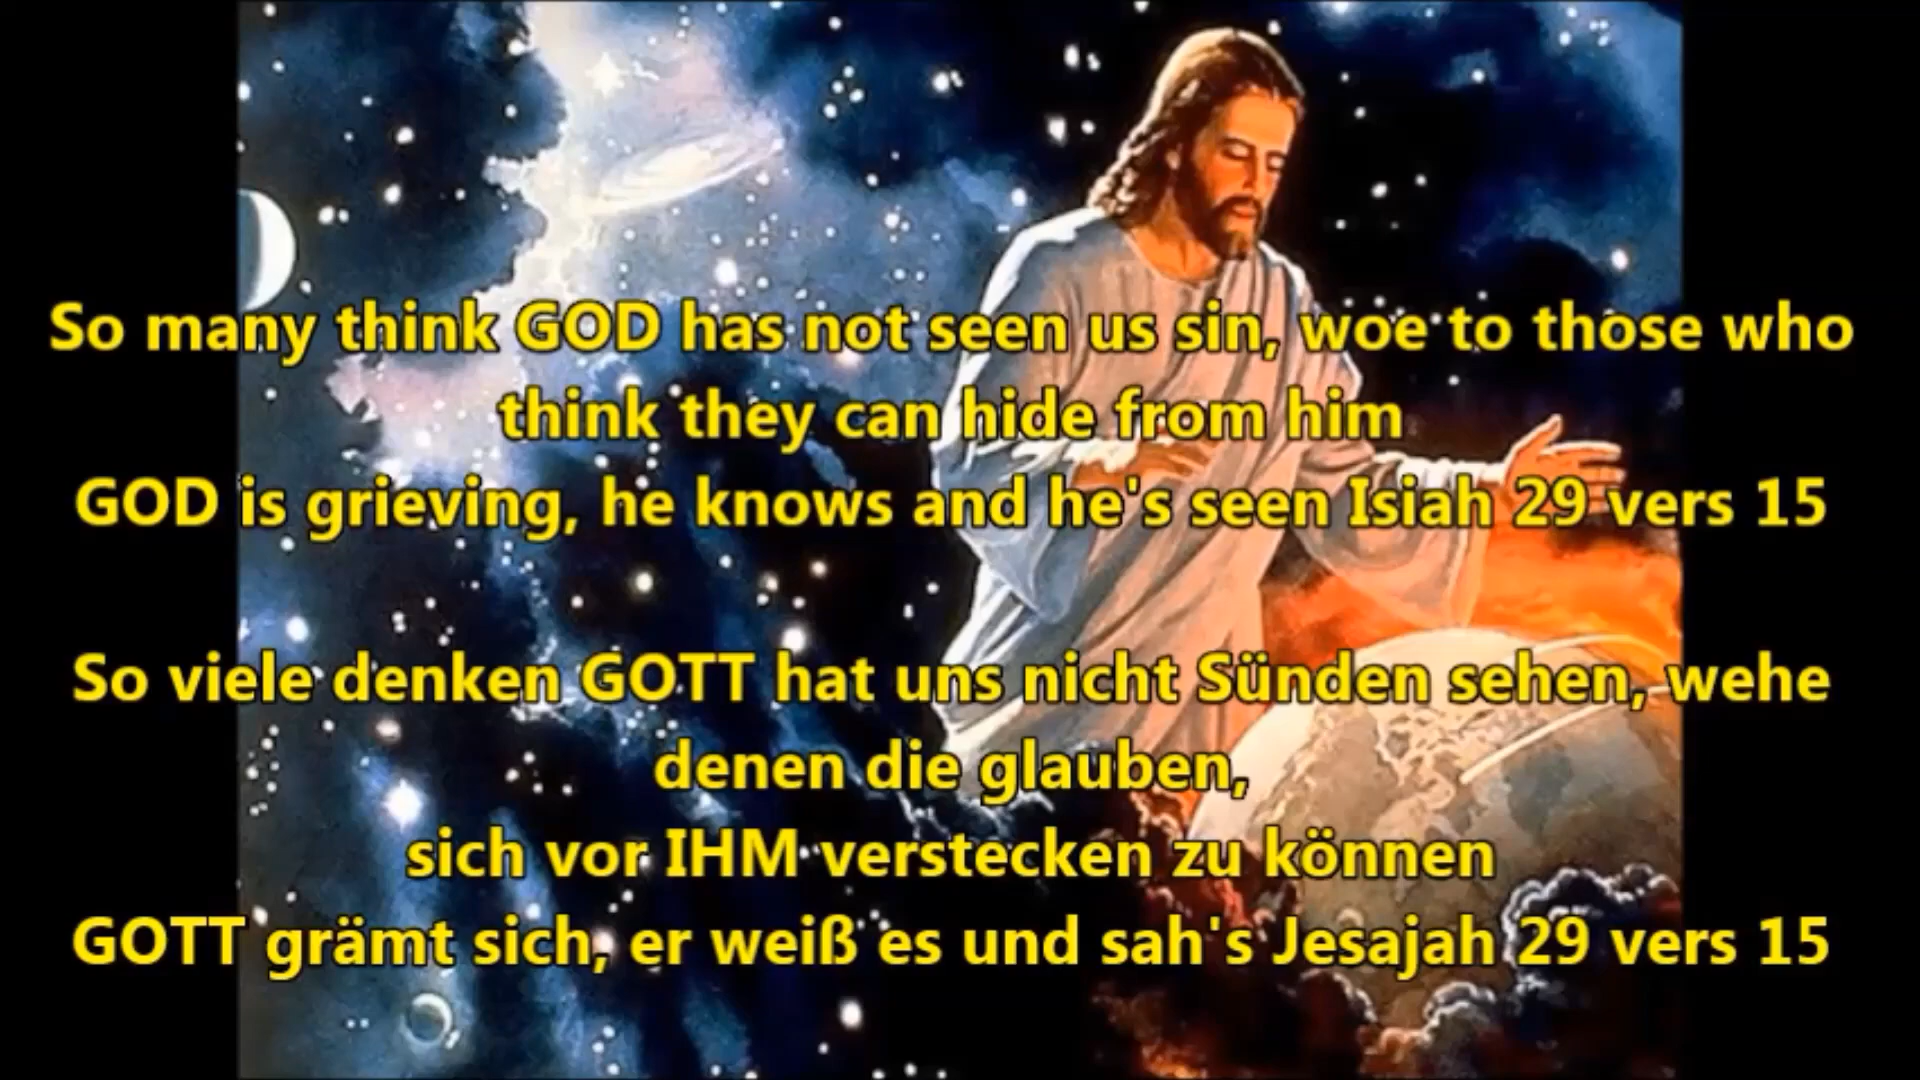 So many think GOD has not seen us sin, woe to those who
think they can hide from him
GOD is grieving, he knows and he's seen Isiah 29 vers 15
So viele denken GOTT hat uns nicht Sünden sehen, wehe
denen die glauben,
sich vor IHM verstecken zu können
GOTT grämt sich, er weiß es und sah's Jesajah 29 vers 15